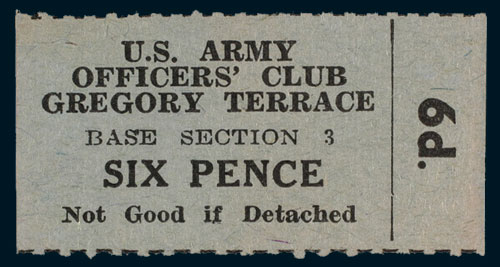 U.S. ARMY
OFFICERS' CLUB
GREGORY TERRACE
BASE SECTION 3
SIX PENCE
Not Good if Detached
6d.